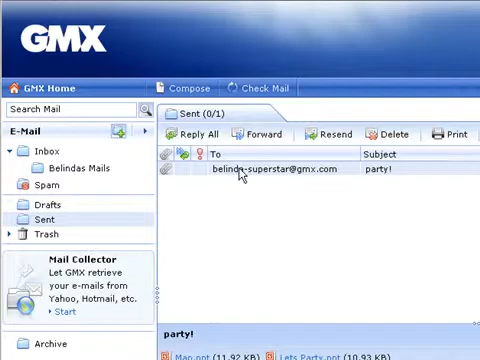 GMX
GMX Home Compose Check Mail
Search Mail
Sent (0/1)
E-Mail
Reply All Forward Resend Delete Print
To Subject
Inbox
belinda-superstar@gmx.com party!
Belindas Mails
Spam
Drafts
Sent
Trash
Mail Collector
Let GMX retrieve
your e-mails from
Yahoo, Hotmail, etc.
Start
party!
Archive
Map.ppt (11.92 KB) Lets Party.ppt (10.93 KB)